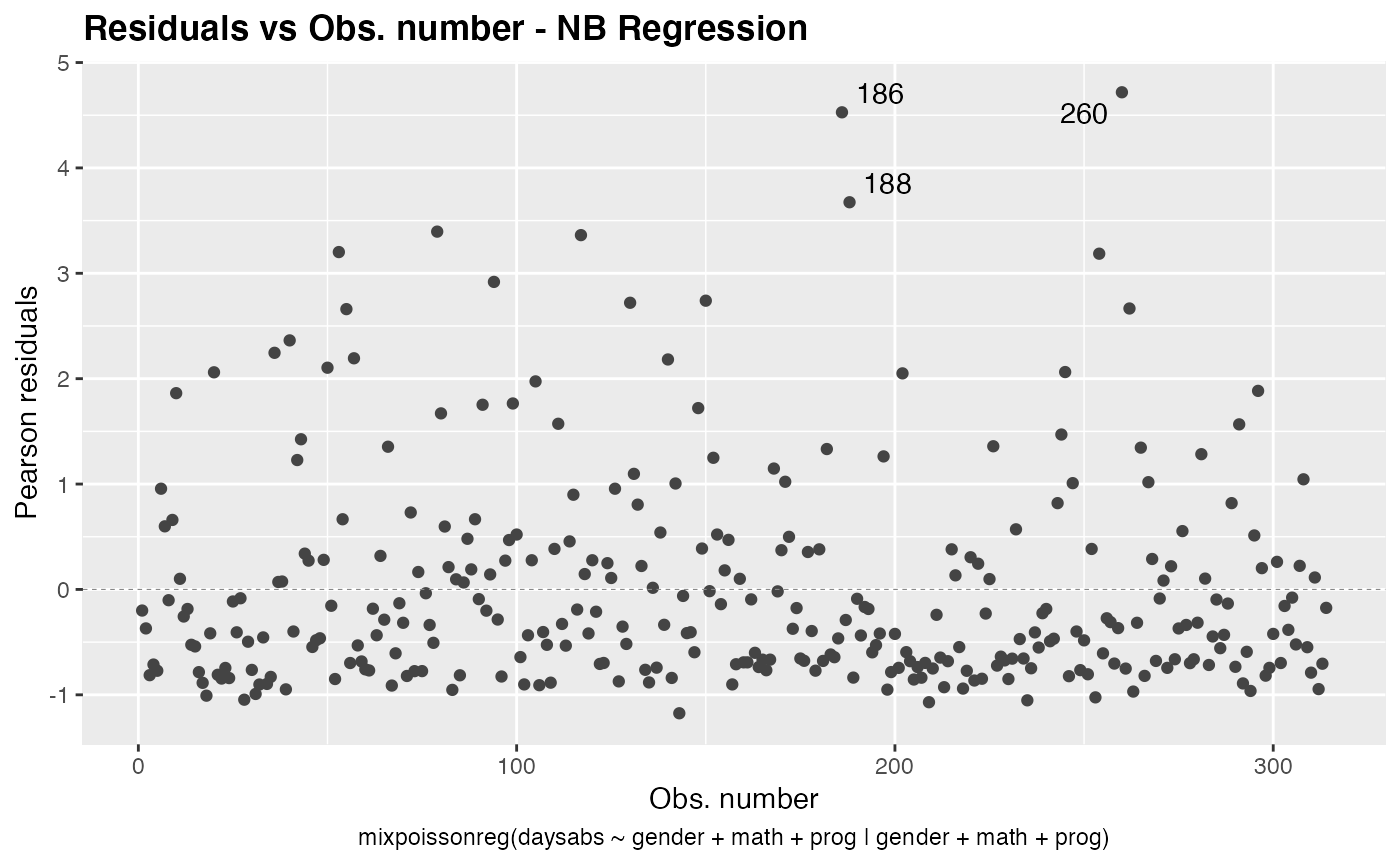 Residuals vs Obs. number - NB Regression
5
186
260
4
188
3
Pearson residuals
2
1
0
-1
0 100 200 300
Obs. number
mixpoissonreg(daysabs ~ gender + math + prog | gender + math + prog)